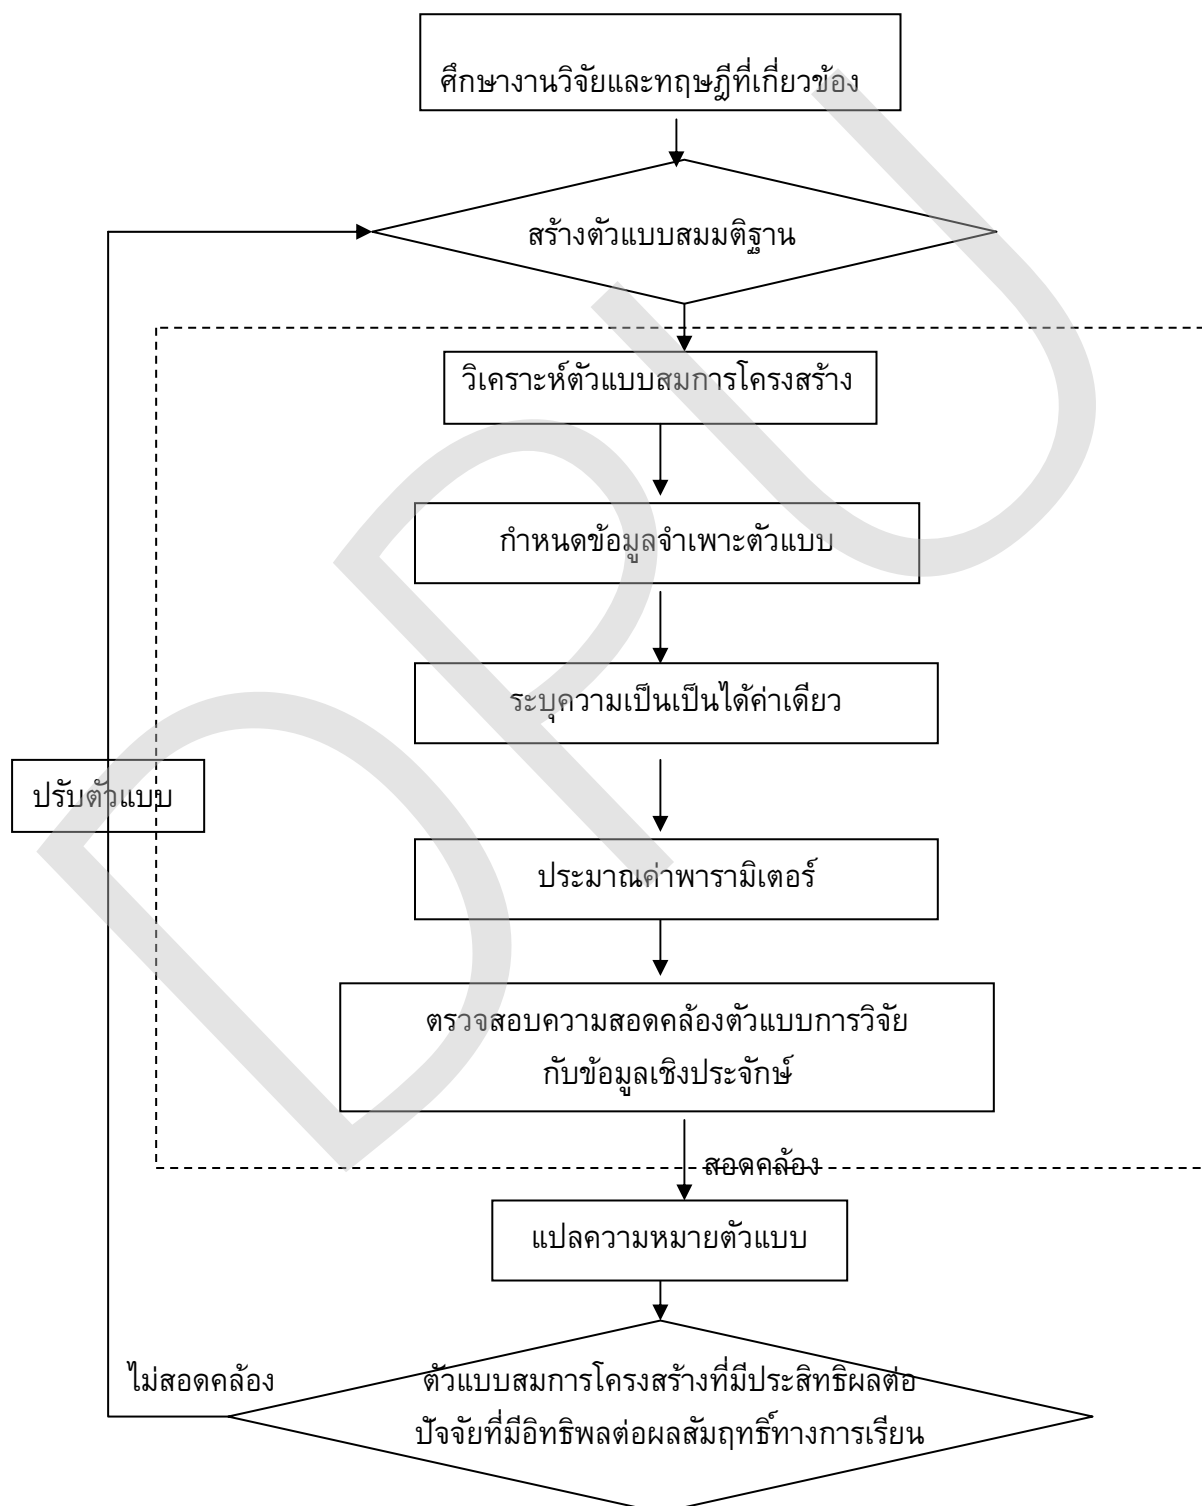 ศึกษางานวิจัยและทฤษฎีที่เกี่ยวข้อง
สร้างตัวแบบสมมติฐาน
วิเคราะห์ตัวแบบสมการโครงสร้าง
กำหนดข้อมูลจำเพาะตัวแบบ
ระบุความเป็นเป็นได้ค่าเดียว
ปรับตัวแบบ
ประมาณค่าพารามิเตอร์
ตรวจสอบความสอดคล้องตัวแบบการวิจัย
กับข้อมูลเชิงประจักษ์
สอดคล้อง
แปลความหมายตัวแบบ
ไม่สอดคล้อง
ตัวแบบสมการโครงสร้างที่มีประสิทธิผลต่อ
ปัจจัยที่มีอิทธิพลต่อผลสัมฤทธิ์ทางการเรียน
DPU